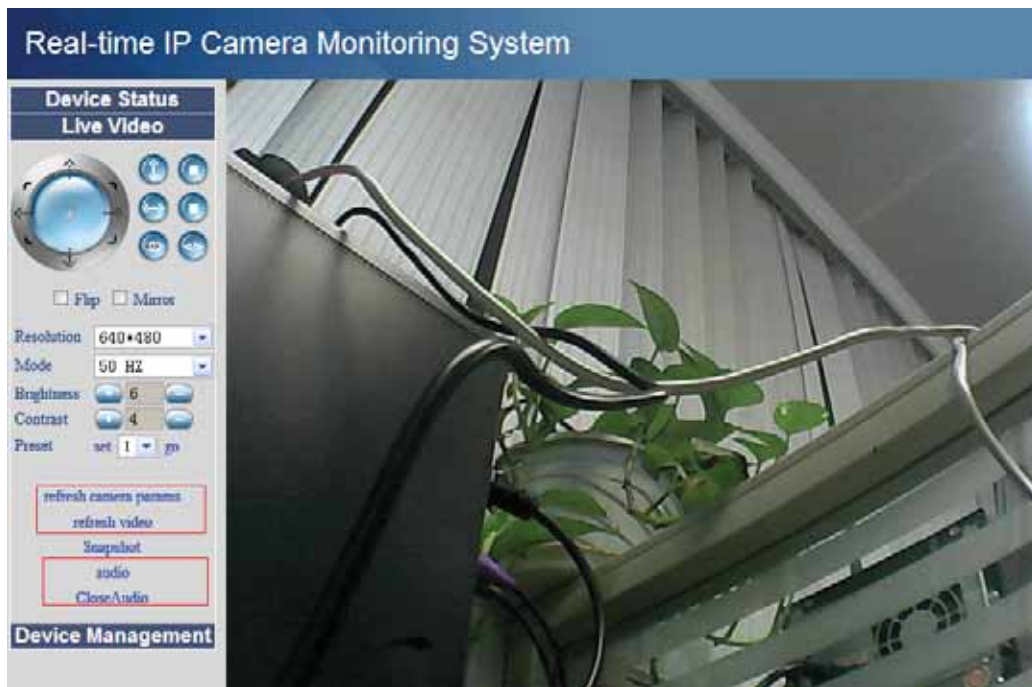 Real-time IP Camera Monitoring System
Device Status
Live Video
Flip Mirror
Resolution 640*480
Mode 50 HZ
Brightness 6
Contrast 4
Preset set 1 go
refresh camera params
refresh video
Snapshot
audio
CloseAudio
Device Management